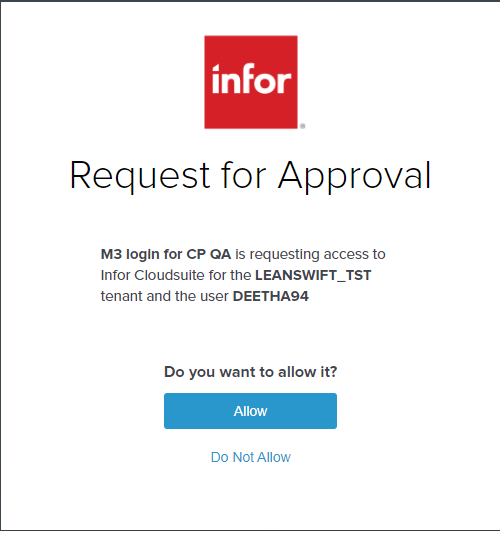 infor
Request for Approval
M3 login for CP QA is requesting access to
Infor Cloudsuite for the LEANSWIFT_TST
tenant and the user DEETHA94
Do you want to allow it?
Allow
Do Not Allow